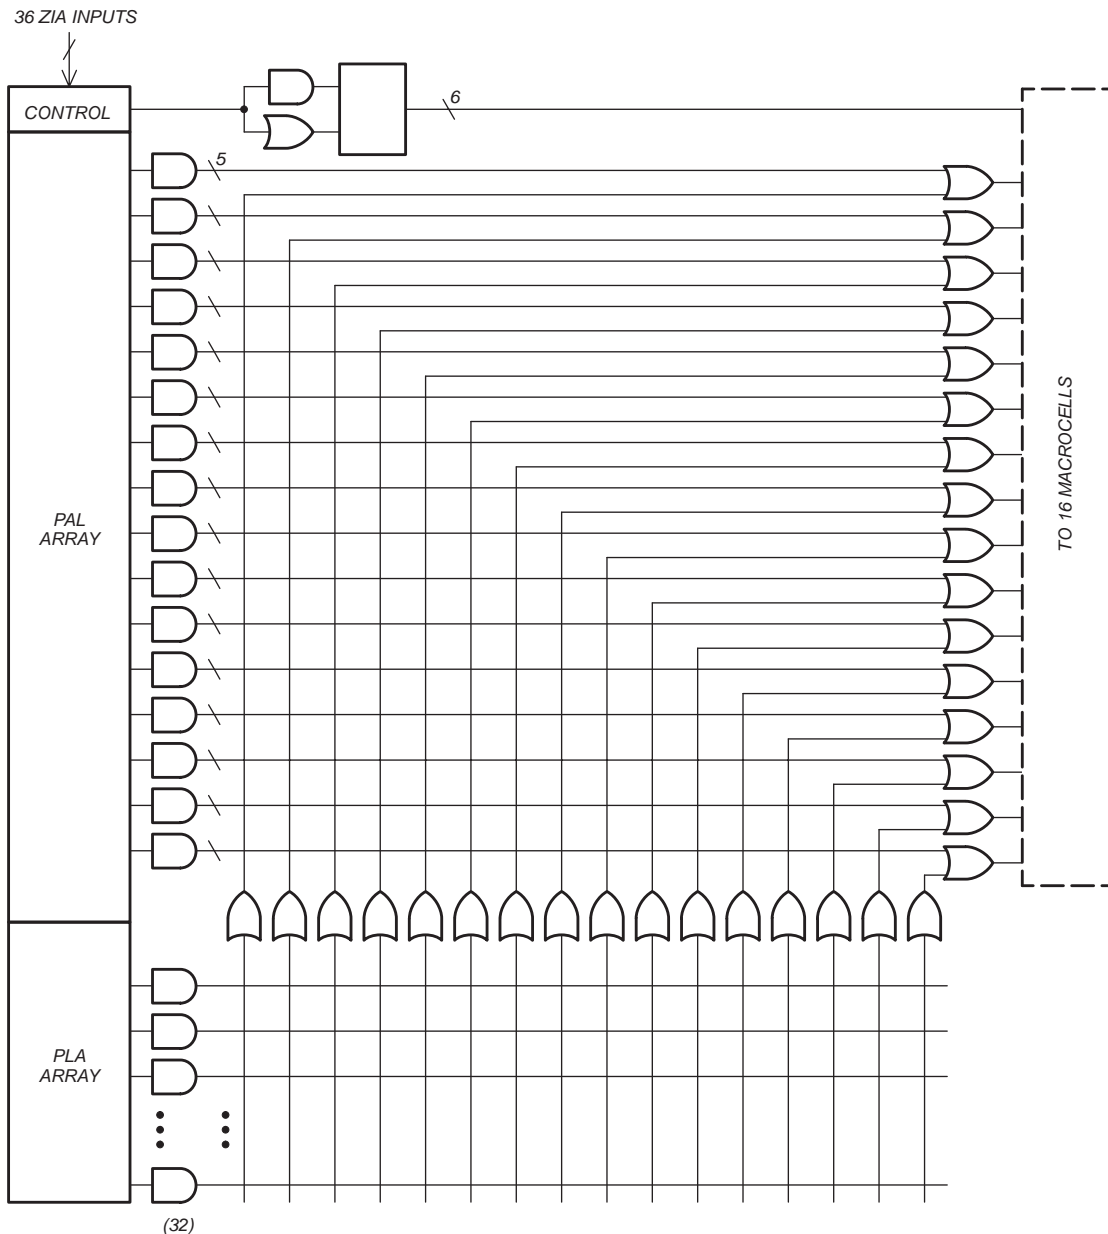 36 ZIA INPUTS
CONTROL
6
5
PAL
ARRAY
TO 16 MACROCELLS
PLA
ARRAY
(32)